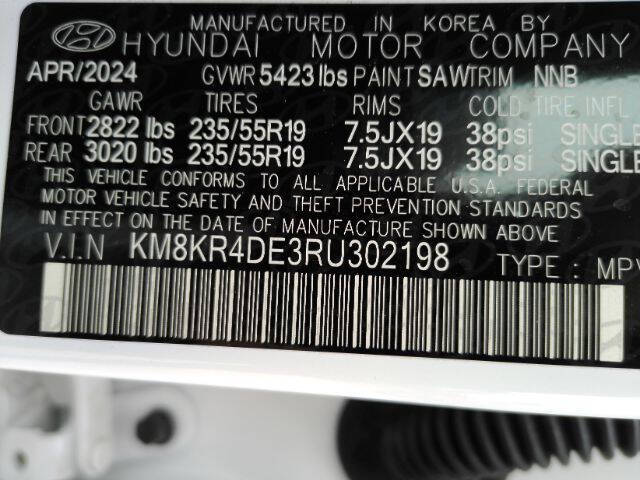 MANUFACTURED IN KOREA BY
HYUNDAI MOTOR COMPANY
APR/2024 GVWR 5423 lbs PAINT SAW TRIM NNB
GAWR TIRES RIMS COLD TIRE INFL
FRONT 2822 lbs 235/55R19 7.5JX19 38psi SINGLE
REAR 3020 lbs 235/55R19 7.5JX19 38psi SINGLE
THIS VEHICLE CONFORMS TO ALL APPLICABLE U.S.A. FEDERAL
MOTOR VEHICLE SAFETY AND THEFT PREVENTION STANDARDS
IN EFFECT ON THE DATE OF MANUFACTURE SHOWN ABOVE
V.I.N KM8KR4DE3RU302198 TYPE : MPV